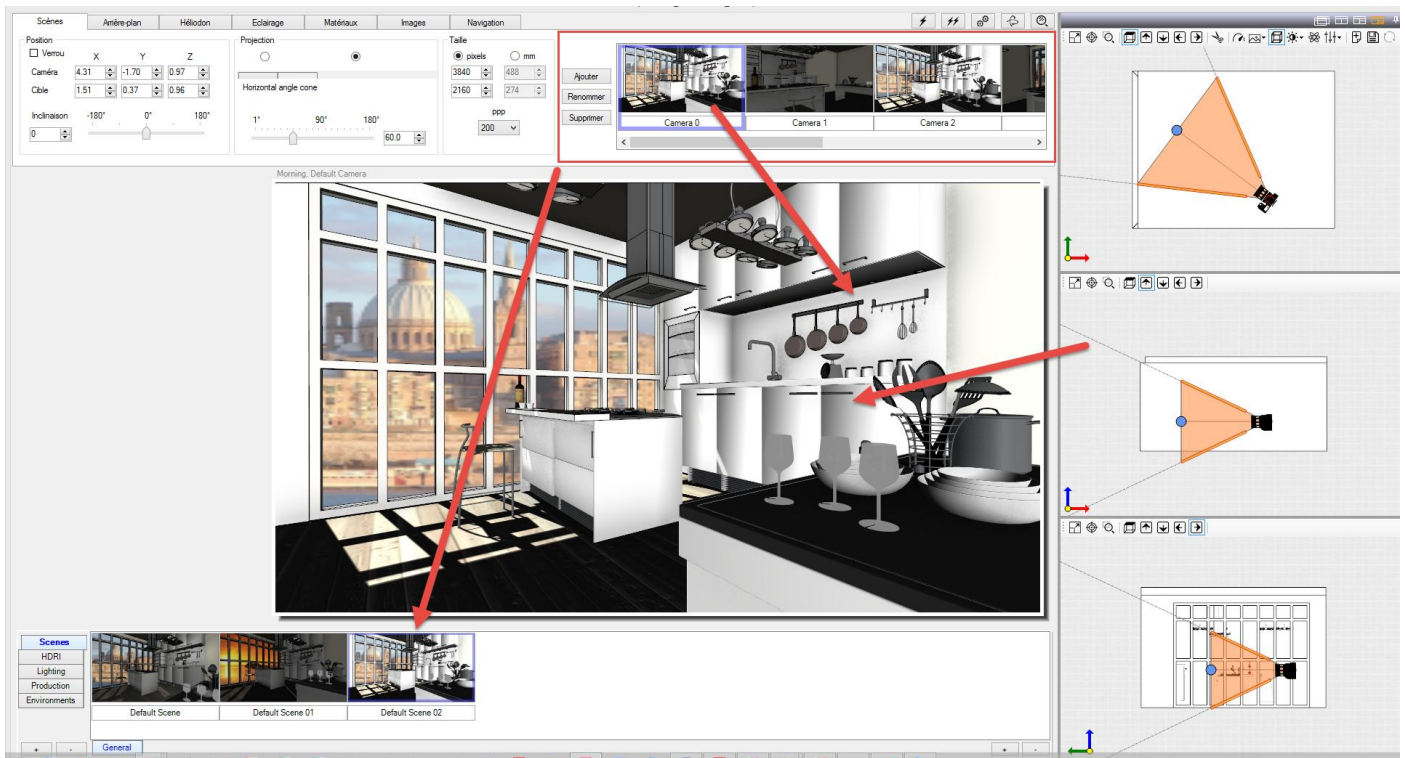 Scènes Arrière-plan Héliodon Eclairage Matériaux Images Navigation
Position Projection Taille
Verrou X Y Z pixels mm
Caméra 4.31 -1.70 0.97 3840 488
Cible 1.51 0.37 0.96 Horizontal angle cone 2160 274
Inclinaison -180° 0° 180° 1° 90° 180° ppp
0 60.0 200
Ajouter
Renommer
Supprimer
Camera 0 Camera 1 Camera 2
< >
Morning, Default Camera
Scenes
HDRI
Lighting
Production
Environments
Default Scene Default Scene 01 Default Scene 02
+ - General + -